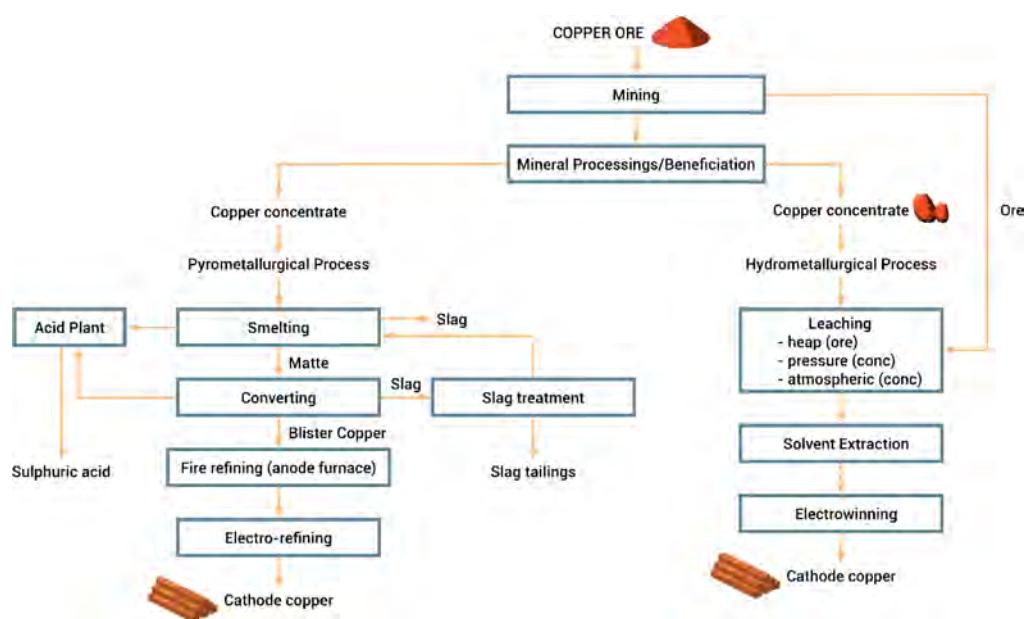 COPPER ORE
Mining
Mineral Processings/Beneficiation
Copper concentrate
Copper concentrate
Ore
Pyrometallurgical Process
Hydrometallurgical Process
Acid Plant
Smelting
Slag
Leaching
- heap (ore)
- pressure (conc)
- atmospheric (conc)
Matte
Slag
Converting
Slag treatment
Blister Copper
Solvent Extraction
Sulphuric acid
Fire refining (anode furnace)
Slag tailings
Electrowinning
Electro-refining
Cathode copper
Cathode copper